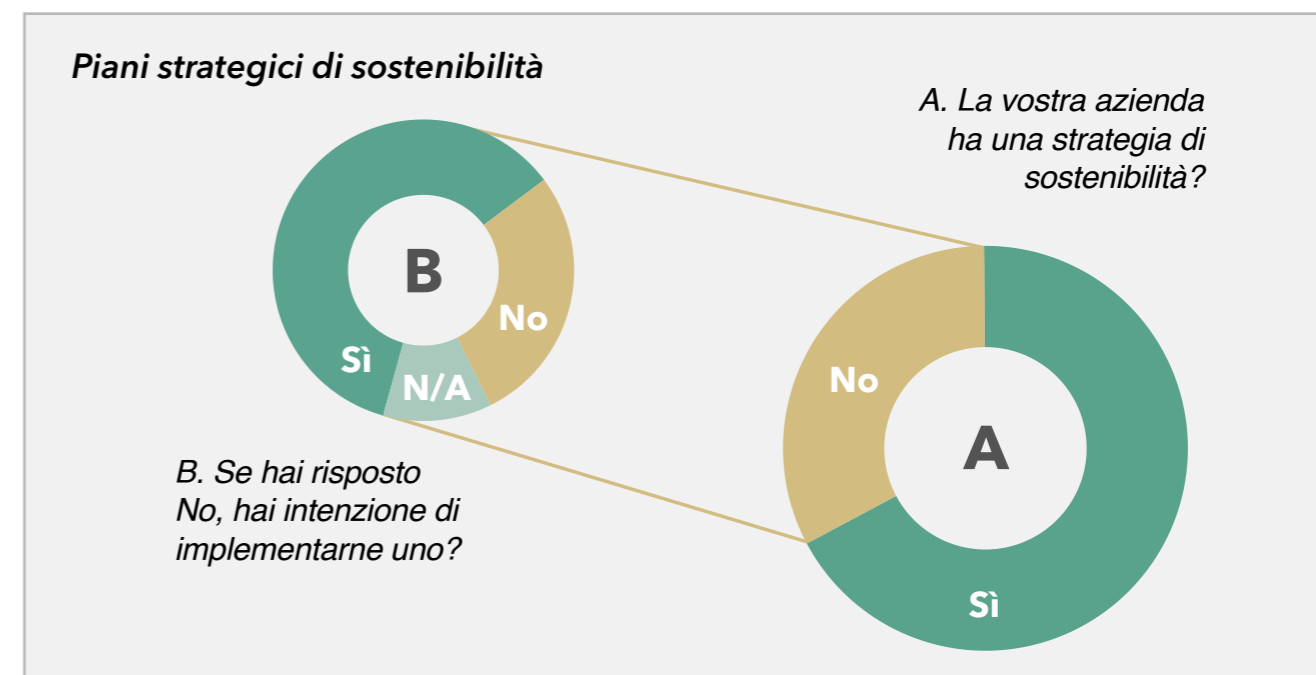 Piani strategici di sostenibilità
A. La vostra azienda
ha una strategia di
sostenibilità?
B
No
Sì
N/A
No
A
Sì
B. Se hai risposto
No, hai intenzione di
implementarne uno?